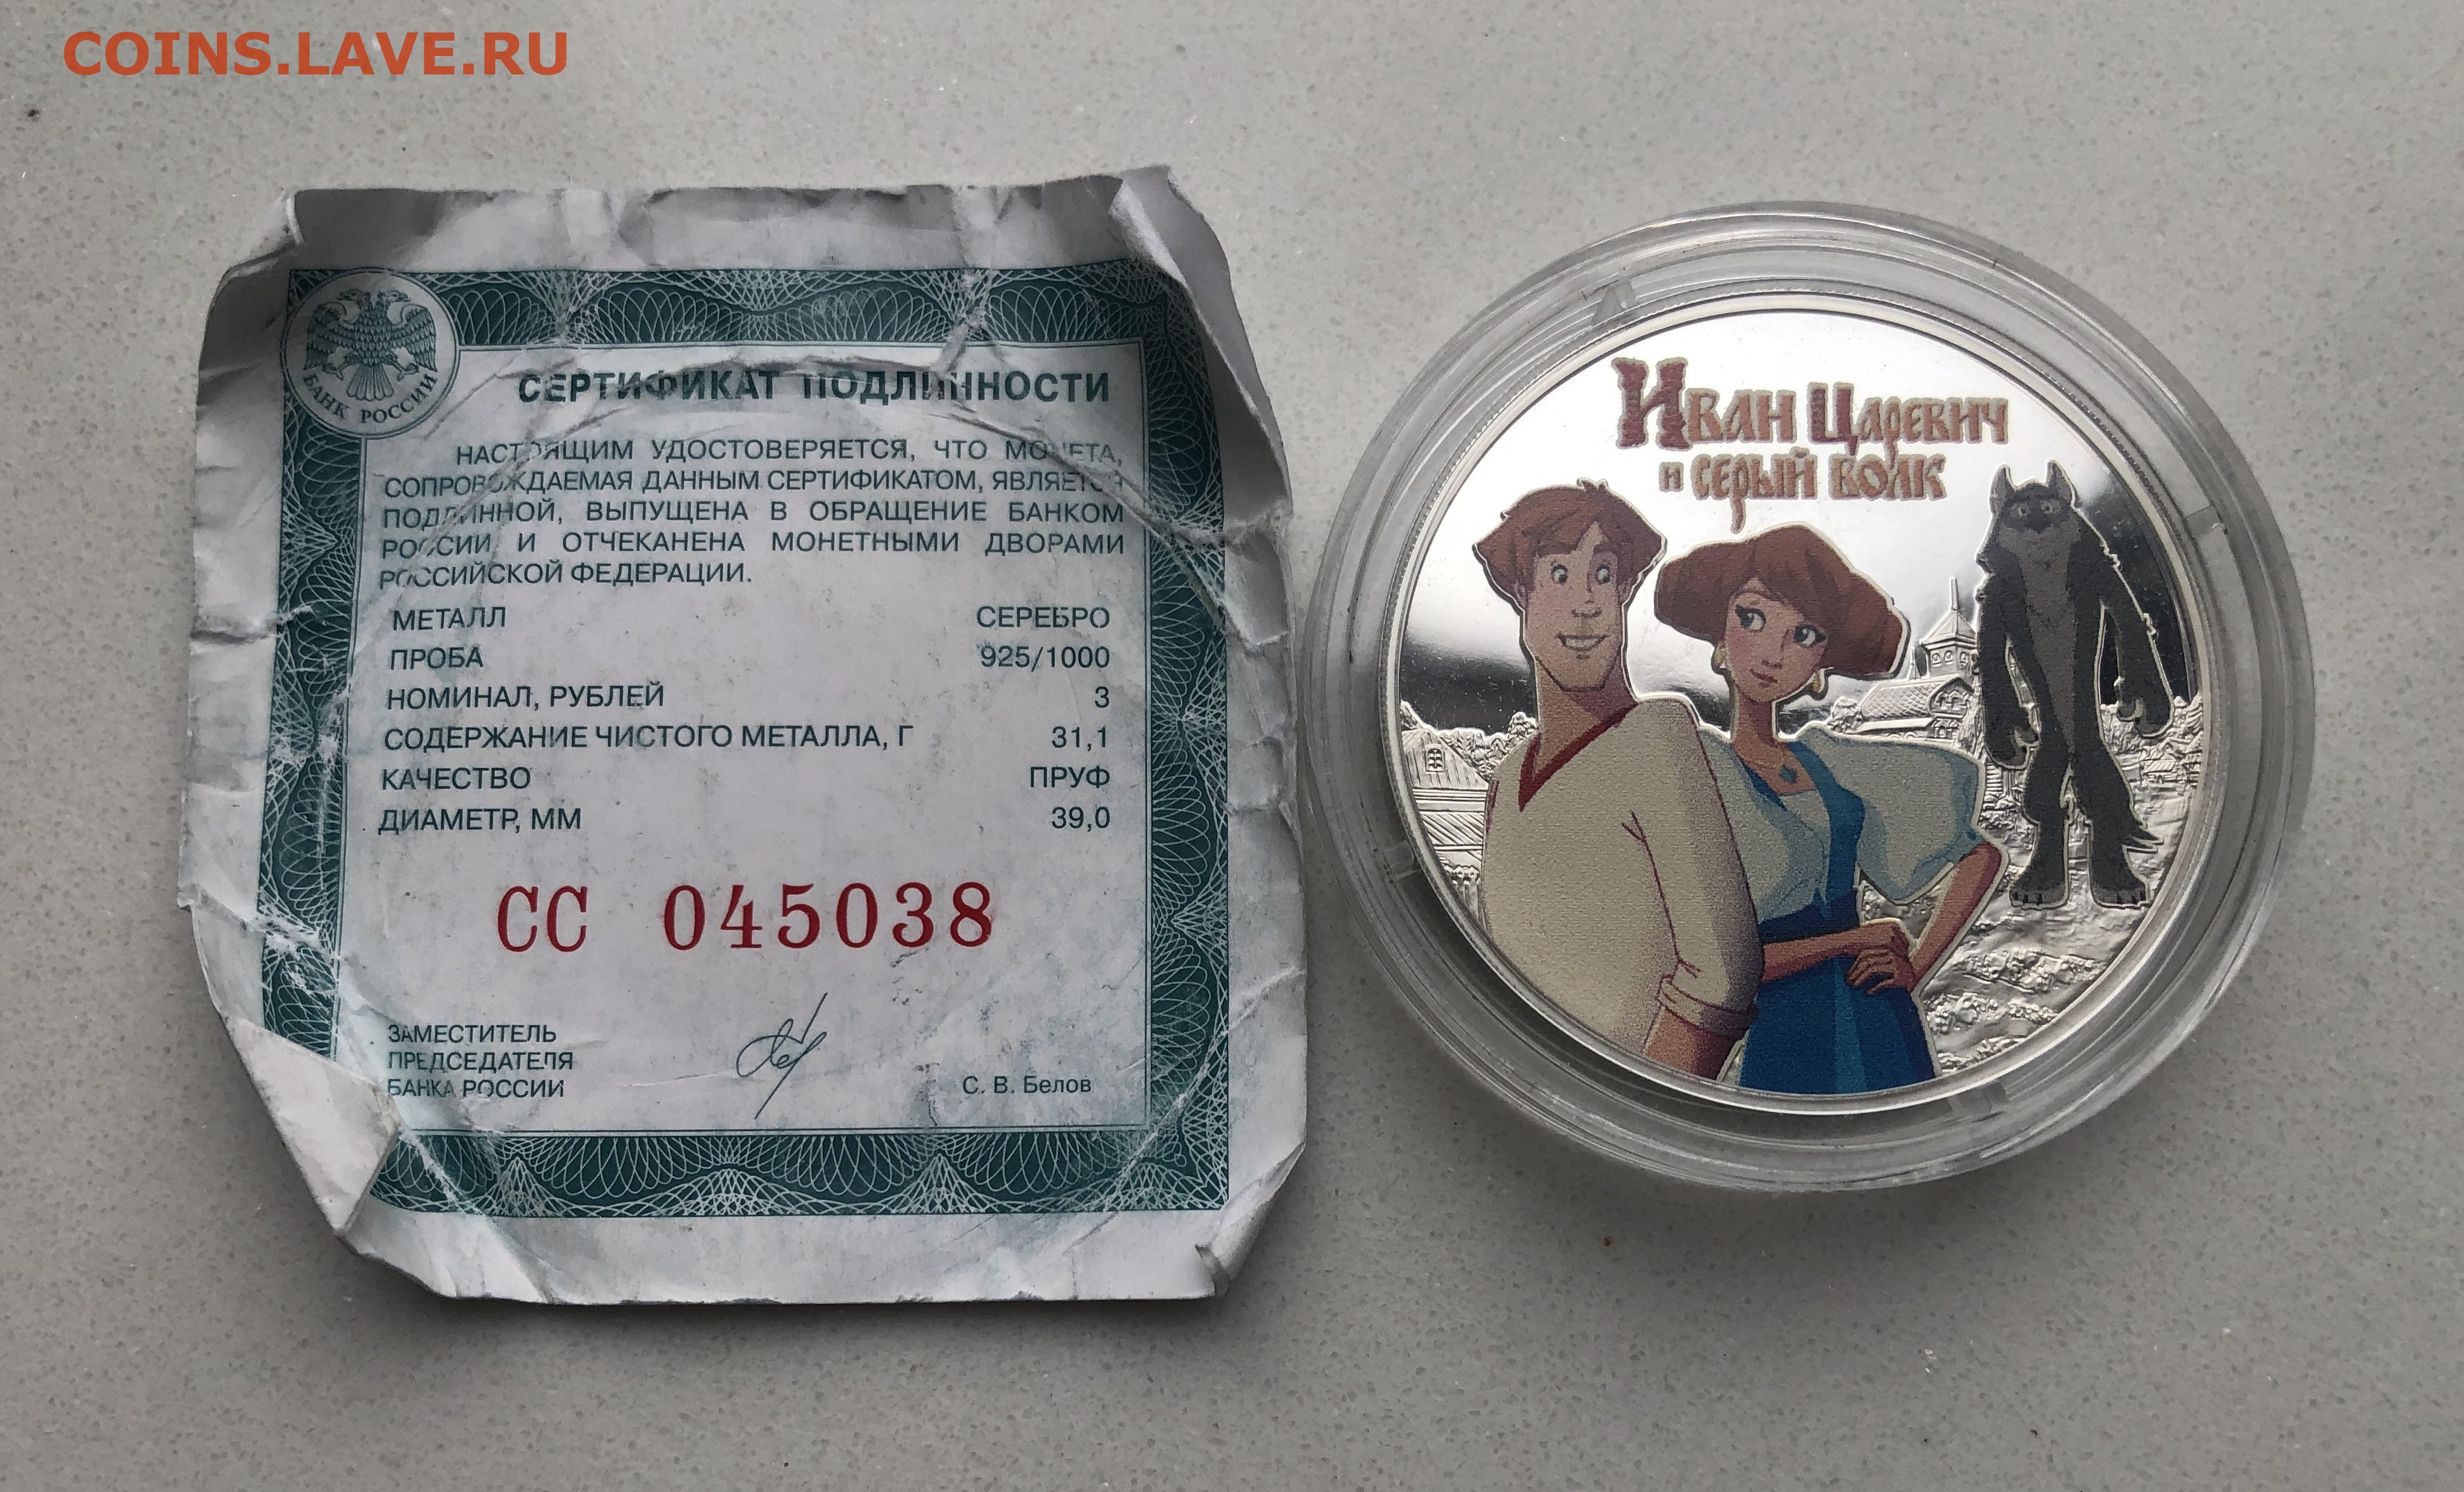 COINS.LAVE.RU
БАНК РОССИИ
СЕРТИФИКАТ ПОДЛИННОСТИ
НАСТОЯЩИМ УДОСТОВЕРЯЕТСЯ, ЧТО МОНЕТА,
СОПРОВОЖДАЕМАЯ ДАННЫМ СЕРТИФИКАТОМ, ЯВЛЯЕТСЯ
ПОДЛИННОЙ, ВЫПУЩЕНА В ОБРАЩЕНИЕ БАНКОМ
РОССИИ И ОТЧЕКАНЕНА МОНЕТНЫМИ ДВОРАМИ
РОССИЙСКОЙ ФЕДЕРАЦИИ.
МЕТАЛЛ СЕРЕБРО
ПРОБА 925/1000
НОМИНАЛ, РУБЛЕЙ 3
СОДЕРЖАНИЕ ЧИСТОГО МЕТАЛЛА, Г 31,1
КАЧЕСТВО ПРУФ
ДИАМЕТР, ММ 39,0
СС 045038
ЗАМЕСТИТЕЛЬ
ПРЕДСЕДАТЕЛЯ
БАНКА РОССИИ С. В. Белов
Иван Царевич
и серый волк